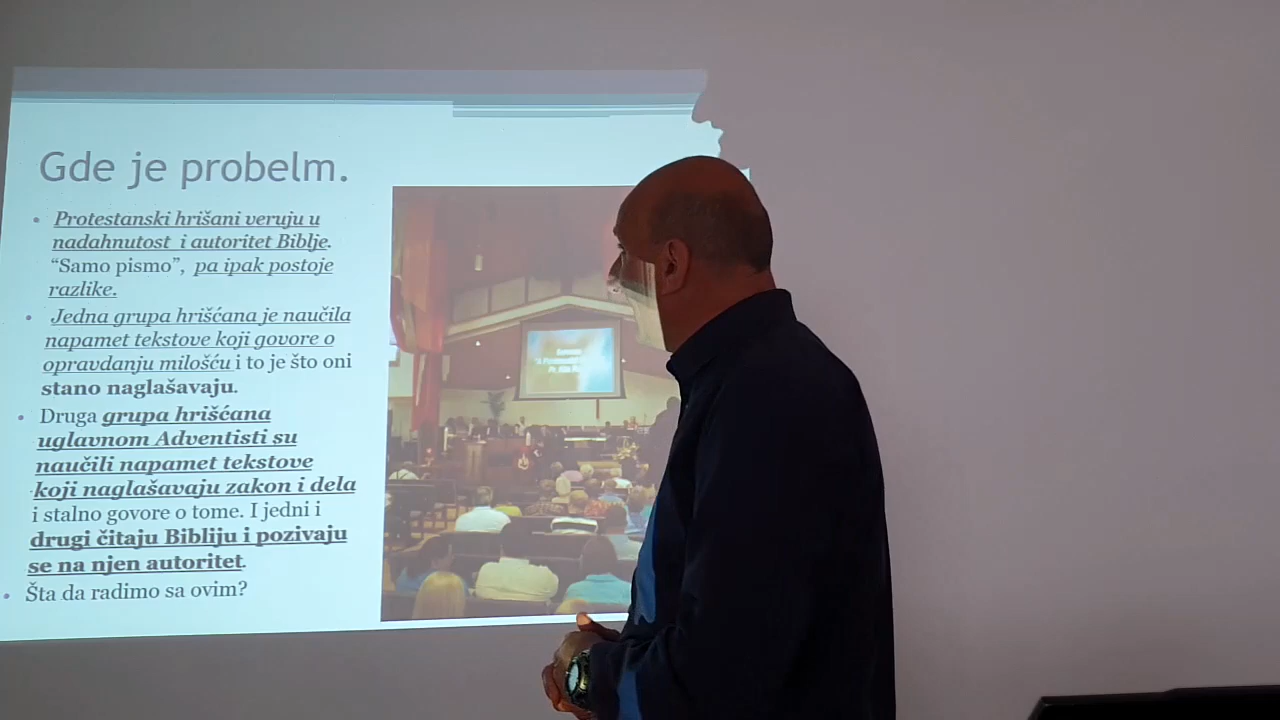 Gde je probelm.
• Protestanski hrišani veruju u
nadahnutost i autoritet Biblje.
“Samo pismo”, pa ipak postoje
razlike.
• Jedna grupa hrišćana je naučila
napamet tekstove koji govore o
opravdanju milošću i to je što oni
stano naglašavaju.
• Druga grupa hrišćana
uglavnom Adventisti su
naučili napamet tekstove
koji naglašavaju zakon i dela
i stalno govore o tome. I jedni i
drugi čitaju Bibliju i pozivaju
se na njen autoritet.
• Šta da radimo sa ovim?